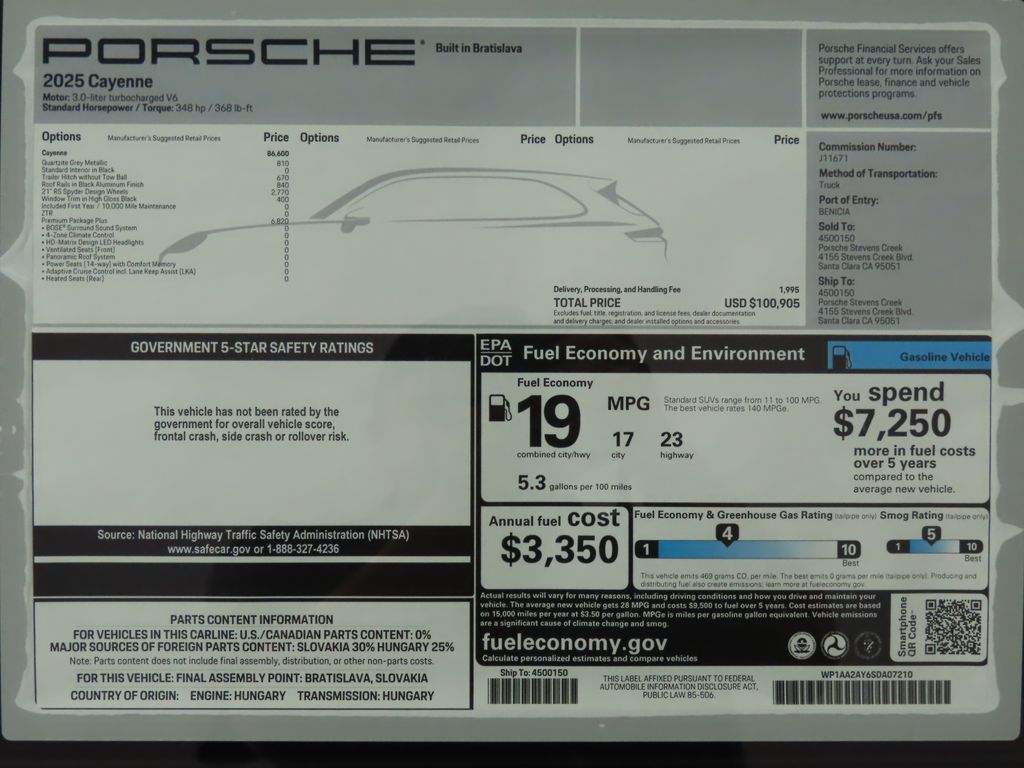 PORSCHE®
Built in Bratislava
2025 Cayenne
Motor: 3.0-liter turbocharged V6
Standard Horsepower / Torque: 348 hp / 368 lb-ft
Porsche Financial Services offers
support at every turn. Ask your Sales
Professional for more information on
Porsche lease, finance and vehicle
protections programs.
www.porscheusa.com/pfs
Options Manufacturer's Suggested Retail Prices Price
Options Manufacturer's Suggested Retail Prices Price
Options Manufacturer's Suggested Retail Prices Price
Cayenne 86,600
Quartzite Grey Metallic 810
Standard Interior in Black 0
Trailer Hitch without Tow Ball 670
Roof Rails in Black Aluminum Finish 840
21" RS Spyder Design Wheels 2,770
Window Trim in High Gloss Black 400
Included First Year / 10,000 Mile Maintenance 0
ZTR 0
Premium Package Plus 6,820
• BOSE® Surround Sound System 0
• 4-Zone Climate Control 0
• HD-Matrix Design LED Headlights 0
• Ventilated Seats (Front) 0
• Panoramic Roof System 0
• Power Seats (14-way) with Comfort Memory 0
• Adaptive Cruise Control incl. Lane Keep Assist (LKA) 0
• Heated Seats (Rear) 0
Delivery, Processing, and Handling Fee 1,995
TOTAL PRICE USD $100,905
Excludes fuel, title, registration, and license fees, dealer documentation
and delivery charges, and dealer installed options and accessories.
Commission Number:
J11671
Method of Transportation:
Truck
Port of Entry:
BENICIA
Sold To:
4500150
Porsche Stevens Creek
4155 Stevens Creek Blvd.
Santa Clara CA 95051
Ship To:
4500150
Porsche Stevens Creek
4155 Stevens Creek Blvd.
Santa Clara CA 95051
GOVERNMENT 5-STAR SAFETY RATINGS
This vehicle has not been rated by the
government for overall vehicle score,
frontal crash, side crash or rollover risk.
Source: National Highway Traffic Safety Administration (NHTSA)
www.safecar.gov or 1-888-327-4236
PARTS CONTENT INFORMATION
FOR VEHICLES IN THIS CARLINE: U.S./CANADIAN PARTS CONTENT: 0%
MAJOR SOURCES OF FOREIGN PARTS CONTENT: SLOVAKIA 30% HUNGARY 25%
Note: Parts content does not include final assembly, distribution, or other non-parts costs.
FOR THIS VEHICLE: FINAL ASSEMBLY POINT: BRATISLAVA, SLOVAKIA
COUNTRY OF ORIGIN: ENGINE: HUNGARY TRANSMISSION: HUNGARY
EPA
DOT
Fuel Economy and Environment
Gasoline Vehicle
Fuel Economy
19 MPG
combined city/hwy
17
city
23
highway
Standard SUVs range from 11 to 100 MPG.
The best vehicle rates 140 MPGe.
5.3 gallons per 100 miles
You spend
$7,250
more in fuel costs
over 5 years
compared to the
average new vehicle.
Annual fuel cost
$3,350
Fuel Economy & Greenhouse Gas Rating (tailpipe only)
4
1 10
Best
Smog Rating (tailpipe only)
5
1 10
Best
This vehicle emits 469 grams CO₂ per mile. The best emits 0 grams per mile (tailpipe only). Producing and
distributing fuel also create emissions; learn more at fueleconomy.gov.
Actual results will vary for many reasons, including driving conditions and how you drive and maintain your
vehicle. The average new vehicle gets 28 MPG and costs $9,500 to fuel over 5 years. Cost estimates are based
on 15,000 miles per year at $3.50 per gallon. MPGe is miles per gasoline gallon equivalent. Vehicle emissions
are a significant cause of climate change and smog.
fueleconomy.gov
Calculate personalized estimates and compare vehicles
Smartphone
QR Code™
Ship To: 4500150
THIS LABEL AFFIXED PURSUANT TO FEDERAL
AUTOMOBILE INFORMATION DISCLOSURE ACT,
PUBLIC LAW 85-506.
WP1AA2AY6SDA07210